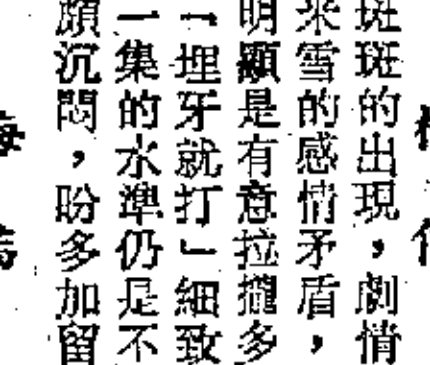 斑斑的出現，劇情
米雪的感情矛盾，
明顯是有意拉攏多
「埋牙就打」細致
一集的水準仍是不
頗沉悶，盼多加留